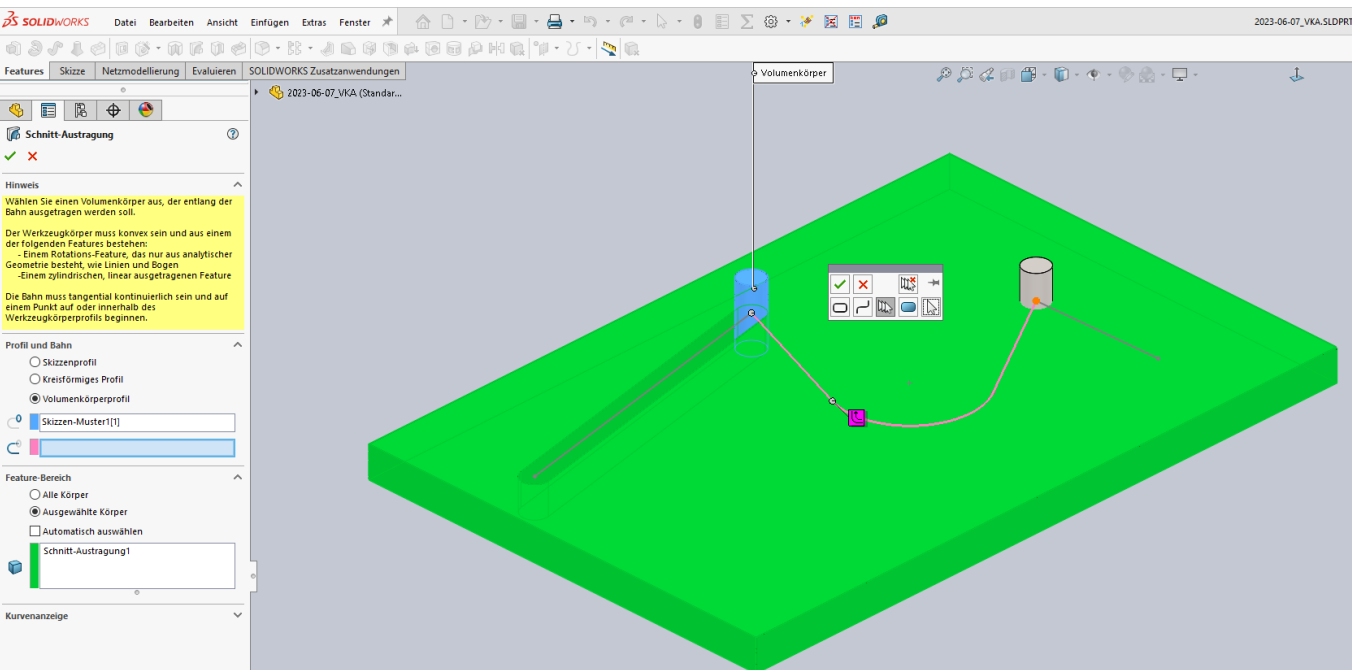 SOLIDWORKS
Datei Bearbeiten Ansicht Einfügen Extras Fenster
2023-06-07_VKA.SLDPRT
Features Skizze Netzmodellierung Evaluieren SOLIDWORKS Zusatzanwendungen
Volumenkörper
2023-06-07_VKA (Standar...
Schnitt-Austragung
Hinweis
Wählen Sie einen Volumenkörper aus, der entlang der
Bahn ausgetragen werden soll.
Der Werkzeugkörper muss konvex sein und aus einem
der folgenden Features bestehen:
- Einem Rotations-Feature, das nur aus analytischer
Geometrie besteht, wie Linien und Bogen
-Einem zylindrischen, linear ausgetragenen Feature
Die Bahn muss tangential kontinuierlich sein und auf
einem Punkt auf oder innerhalb des
Werkzeugkörperprofils beginnen.
Profil und Bahn
Skizzenprofil
Kreisförmiges Profil
Volumenkörperprofil
Skizzen-Muster1[1]
Feature-Bereich
Alle Körper
Ausgewählte Körper
Automatisch auswählen
Schnitt-Austragung1
Kurvenanzeige